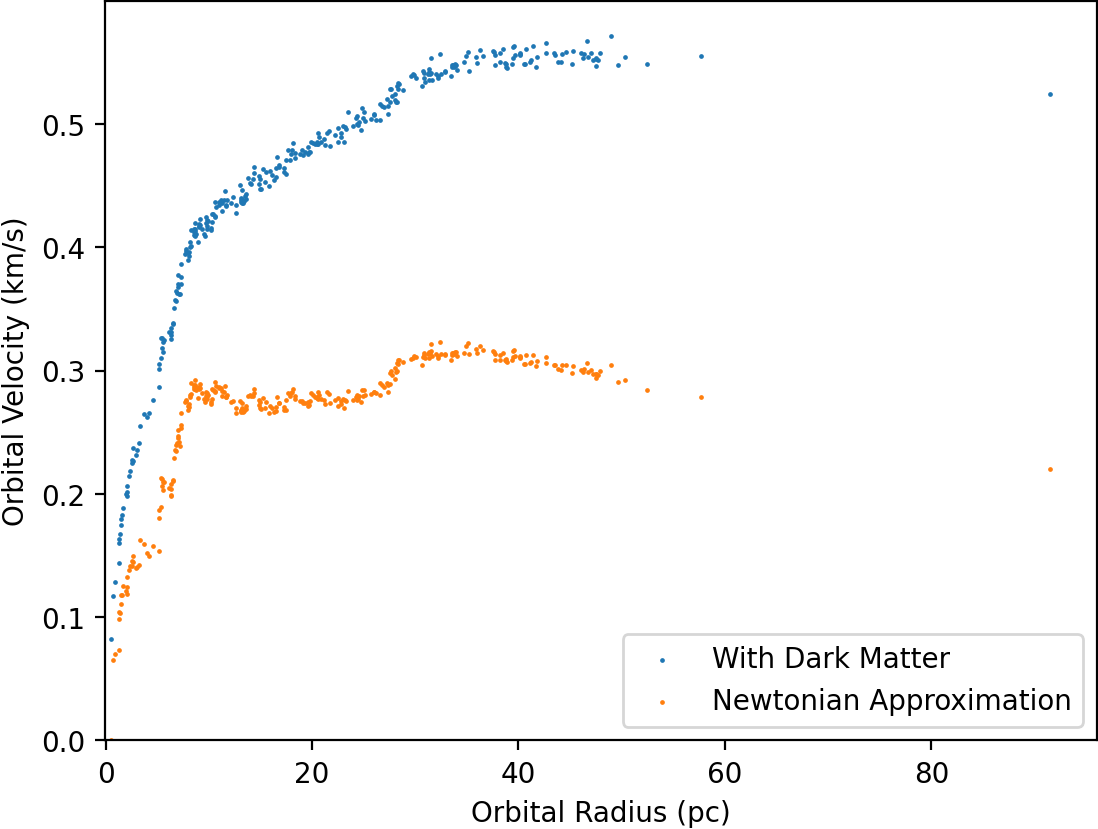 0.5
0.4
0.3
0.2
0.1
0.0
Orbital Velocity (km/s)
With Dark Matter
Newtonian Approximation
0 20 40 60 80
Orbital Radius (pc)